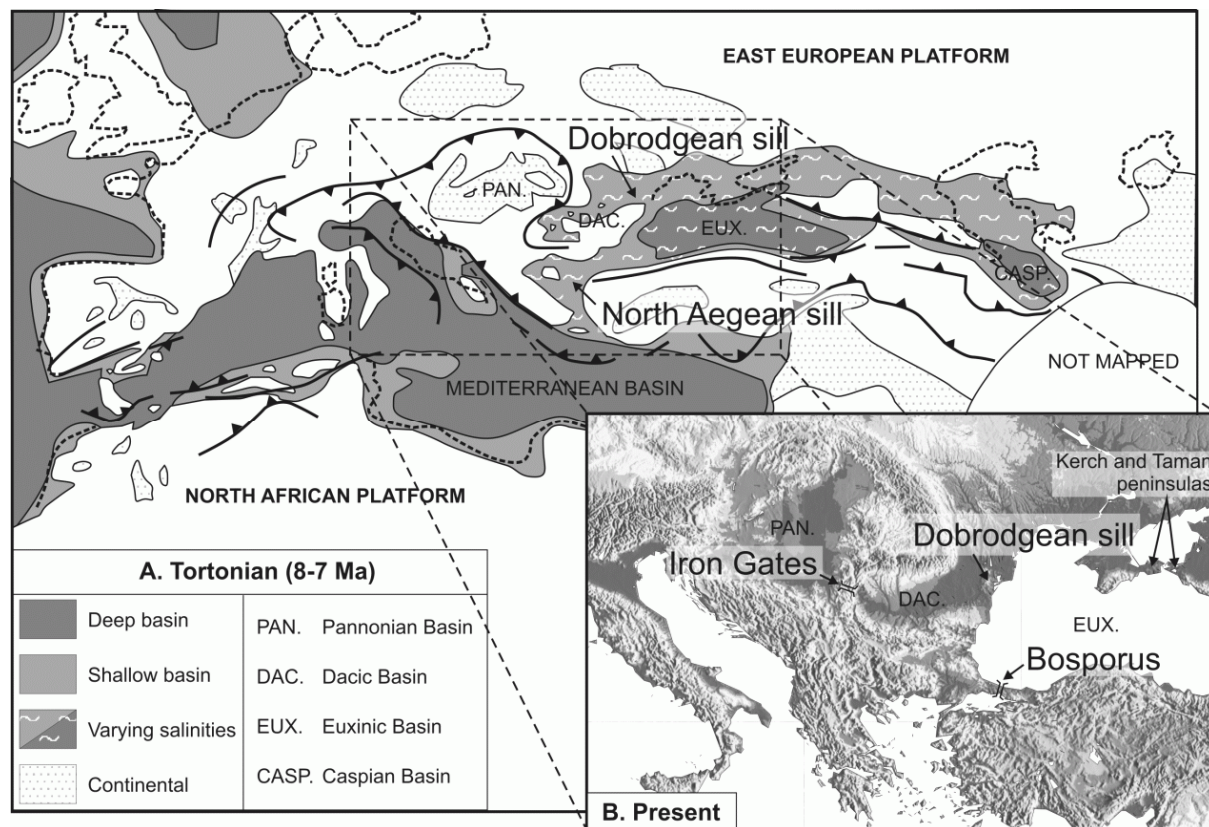 EAST EUROPEAN PLATFORM
Dobrodgean sill
PAN.
DAC.
EUX.
CASP.
North Aegean sill
NOT MAPPED
MEDITERRANEAN BASIN
NORTH AFRICAN PLATFORM
A. Tortonian (8-7 Ma)
Deep basin
Shallow basin
Varying salinities
Continental
PAN. Pannonian Basin
DAC. Dacic Basin
EUX. Euxinic Basin
CASP. Caspian Basin
Kerch and Taman
peninsulas
PAN.
Dobrodgean sill
Iron Gates
DAC.
EUX.
Bosporus
B. Present